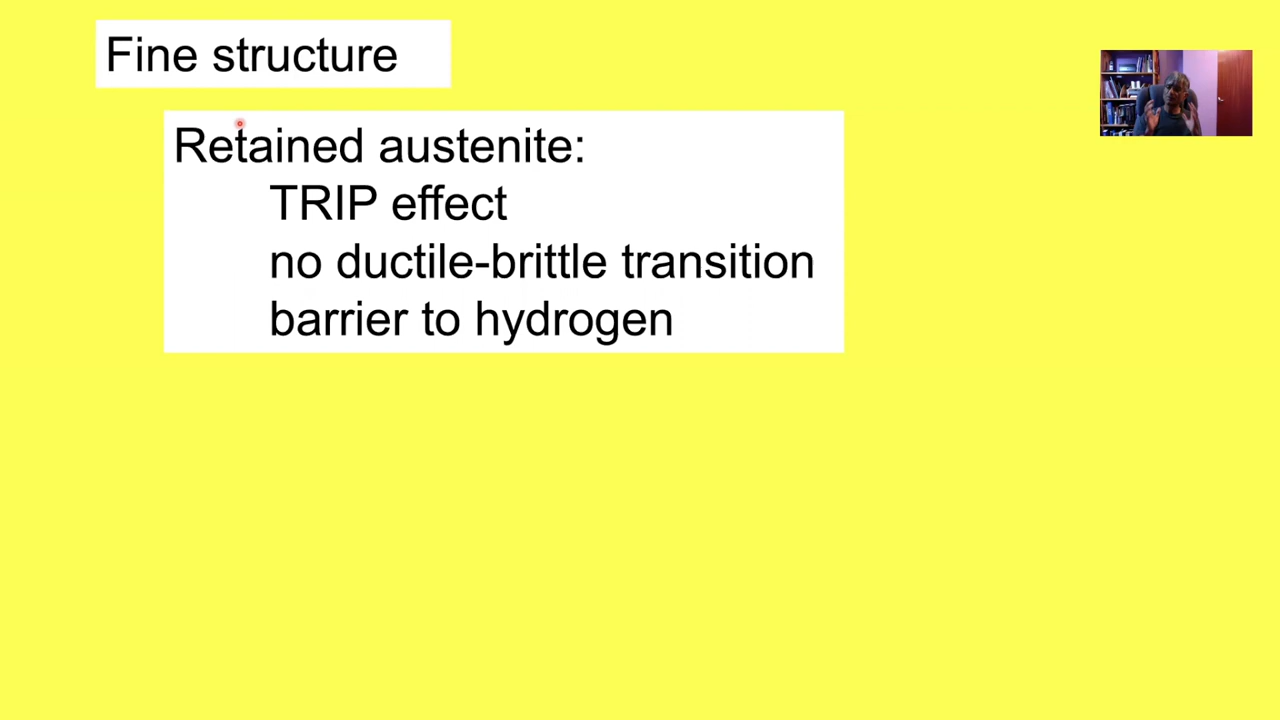 Fine structure
Retained austenite:
TRIP effect
no ductile-brittle transition
barrier to hydrogen